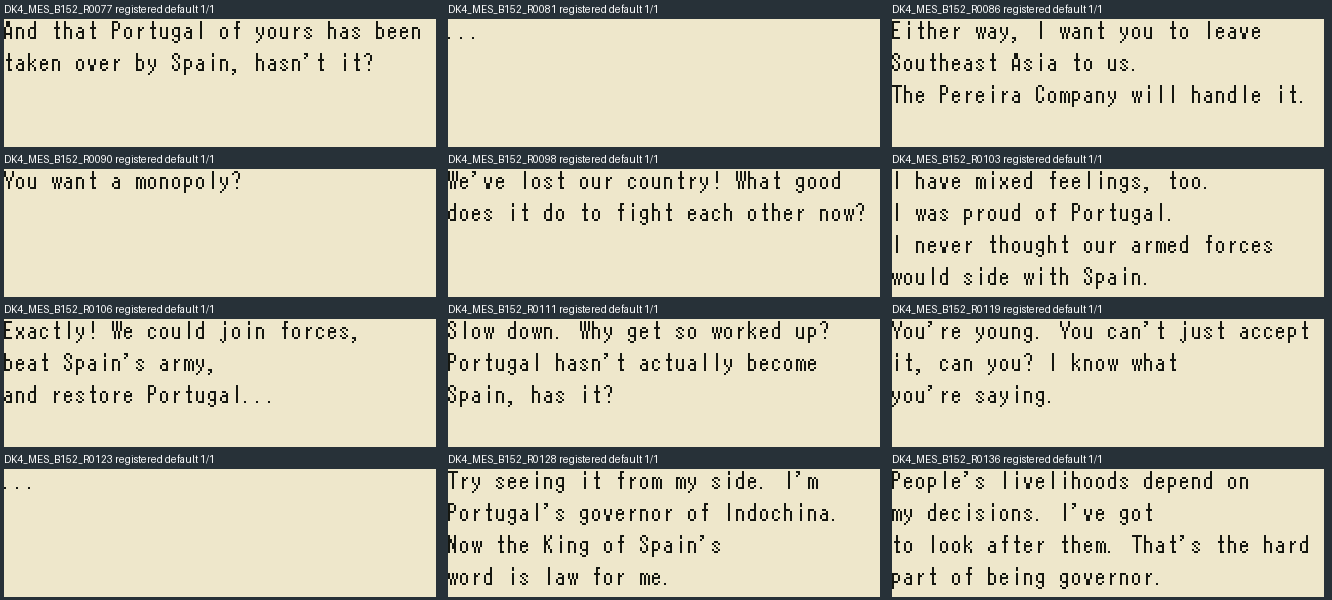 DK4_MES_B152_R0077 registered default 1/1
And that Portugal of yours has been
taken over by Spain, hasn't it?
DK4_MES_B152_R0081 registered default 1/1
...
DK4_MES_B152_R0086 registered default 1/1
Either way, I want you to leave
Southeast Asia to us.
The Pereira Company will handle it.
DK4_MES_B152_R0090 registered default 1/1
You want a monopoly?
DK4_MES_B152_R0098 registered default 1/1
We've lost our country! What good
does it do to fight each other now?
DK4_MES_B152_R0103 registered default 1/1
I have mixed feelings, too.
I was proud of Portugal.
I never thought our armed forces
would side with Spain.
DK4_MES_B152_R0106 registered default 1/1
Exactly! We could join forces,
beat Spain's army,
and restore Portugal...
DK4_MES_B152_R0111 registered default 1/1
Slow down. Why get so worked up?
Portugal hasn't actually become
Spain, has it?
DK4_MES_B152_R0119 registered default 1/1
You're young. You can't just accept
it, can you? I know what
you're saying.
DK4_MES_B152_R0123 registered default 1/1
...
DK4_MES_B152_R0128 registered default 1/1
Try seeing it from my side. I'm
Portugal's governor of Indochina.
Now the King of Spain's
word is law for me.
DK4_MES_B152_R0136 registered default 1/1
People's livelihoods depend on
my decisions. I've got
to look after them. That's the hard
part of being governor.